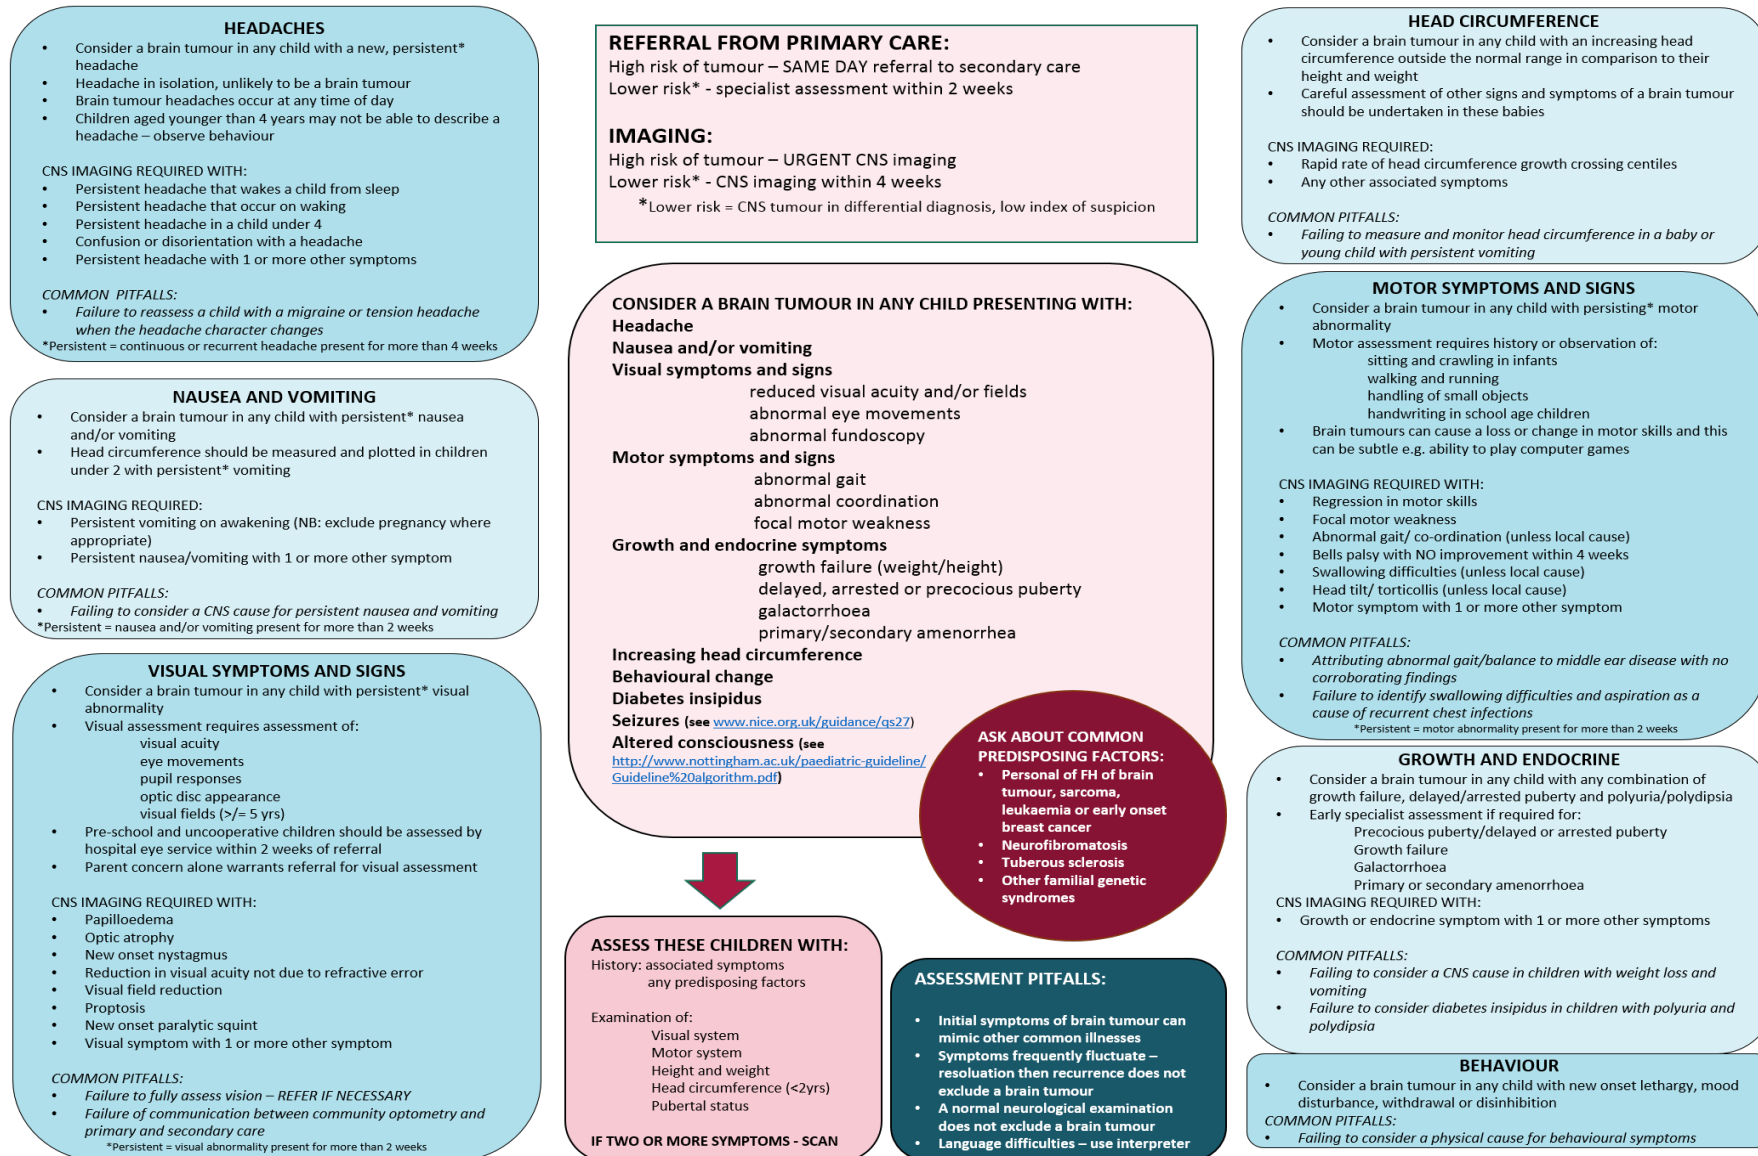 HEADACHES
• Consider a brain tumour in any child with a new, persistent*
headache
• Headache in isolation, unlikely to be a brain tumour
• Brain tumour headaches occur at any time of day
• Children aged younger than 4 years may not be able to describe a
headache – observe behaviour
CNS IMAGING REQUIRED WITH:
• Persistent headache that wakes a child from sleep
• Persistent headache that occur on waking
• Persistent headache in a child under 4
• Confusion or disorientation with a headache
• Persistent headache with 1 or more other symptoms
COMMON PITFALLS:
• Failure to reassess a child with a migraine or tension headache
when the headache character changes
*Persistent = continuous or recurrent headache present for more than 4 weeks
NAUSEA AND VOMITING
• Consider a brain tumour in any child with persistent* nausea
and/or vomiting
• Head circumference should be measured and plotted in children
under 2 with persistent* vomiting
CNS IMAGING REQUIRED:
• Persistent vomiting on awakening (NB: exclude pregnancy where
appropriate)
• Persistent nausea/vomiting with 1 or more other symptom
COMMON PITFALLS:
• Failing to consider a CNS cause for persistent nausea and vomiting
*Persistent = nausea and/or vomiting present for more than 2 weeks
VISUAL SYMPTOMS AND SIGNS
• Consider a brain tumour in any child with persistent* visual
abnormality
• Visual assessment requires assessment of:
visual acuity
eye movements
pupil responses
optic disc appearance
visual fields (>/= 5 yrs)
• Pre-school and uncooperative children should be assessed by
hospital eye service within 2 weeks of referral
• Parent concern alone warrants referral for visual assessment
CNS IMAGING REQUIRED WITH:
• Papilloedema
• Optic atrophy
• New onset nystagmus
• Reduction in visual acuity not due to refractive error
• Visual field reduction
• Proptosis
• New onset paralytic squint
• Visual symptom with 1 or more other symptom
COMMON PITFALLS:
• Failure to fully assess vision – REFER IF NECESSARY
• Failure of communication between community optometry and
primary and secondary care
*Persistent = visual abnormality present for more than 2 weeks
REFERRAL FROM PRIMARY CARE:
High risk of tumour – SAME DAY referral to secondary care
Lower risk* - specialist assessment within 2 weeks
IMAGING:
High risk of tumour – URGENT CNS imaging
Lower risk* - CNS imaging within 4 weeks
*Lower risk = CNS tumour in differential diagnosis, low index of suspicion
CONSIDER A BRAIN TUMOUR IN ANY CHILD PRESENTING WITH:
Headache
Nausea and/or vomiting
Visual symptoms and signs
reduced visual acuity and/or fields
abnormal eye movements
abnormal fundoscopy
Motor symptoms and signs
abnormal gait
abnormal coordination
focal motor weakness
Growth and endocrine symptoms
growth failure (weight/height)
delayed, arrested or precocious puberty
galactorrhoea
primary/secondary amenorrhea
Increasing head circumference
Behavioural change
Diabetes insipidus
Seizures (see www.nice.org.uk/guidance/qs27)
Altered consciousness (see
http://www.nottingham.ac.uk/paediatric-guideline/
Guideline%20algorithm.pdf)
ASK ABOUT COMMON
PREDISPOSING FACTORS:
• Personal of FH of brain
tumour, sarcoma,
leukaemia or early onset
breast cancer
• Neurofibromatosis
• Tuberous sclerosis
• Other familial genetic
syndromes
ASSESS THESE CHILDREN WITH:
History: associated symptoms
any predisposing factors
Examination of:
Visual system
Motor system
Height and weight
Head circumference (<2yrs)
Pubertal status
IF TWO OR MORE SYMPTOMS - SCAN
ASSESSMENT PITFALLS:
• Initial symptoms of brain tumour can
mimic other common illnesses
• Symptoms frequently fluctuate –
resoluation then recurrence does not
exclude a brain tumour
• A normal neurological examination
does not exclude a brain tumour
• Language difficulties – use interpreter
HEAD CIRCUMFERENCE
• Consider a brain tumour in any child with an increasing head
circumference outside the normal range in comparison to their
height and weight
• Careful assessment of other signs and symptoms of a brain tumour
should be undertaken in these babies
CNS IMAGING REQUIRED:
• Rapid rate of head circumference growth crossing centiles
• Any other associated symptoms
COMMON PITFALLS:
• Failing to measure and monitor head circumference in a baby or
young child with persistent vomiting
MOTOR SYMPTOMS AND SIGNS
• Consider a brain tumour in any child with persisting* motor
abnormality
• Motor assessment requires history or observation of:
sitting and crawling in infants
walking and running
handling of small objects
handwriting in school age children
• Brain tumours can cause a loss or change in motor skills and this
can be subtle e.g. ability to play computer games
CNS IMAGING REQUIRED WITH:
• Regression in motor skills
• Focal motor weakness
• Abnormal gait/ co-ordination (unless local cause)
• Bells palsy with NO improvement within 4 weeks
• Swallowing difficulties (unless local cause)
• Head tilt/ torticollis (unless local cause)
• Motor symptom with 1 or more other symptom
COMMON PITFALLS:
• Attributing abnormal gait/balance to middle ear disease with no
corroborating findings
• Failure to identify swallowing difficulties and aspiration as a
cause of recurrent chest infections
*Persistent = motor abnormality present for more than 2 weeks
GROWTH AND ENDOCRINE
• Consider a brain tumour in any child with any combination of
growth failure, delayed/arrested puberty and polyuria/polydipsia
• Early specialist assessment if required for:
Precocious puberty/delayed or arrested puberty
Growth failure
Galactorrhoea
Primary or secondary amenorrhoea
CNS IMAGING REQUIRED WITH:
• Growth or endocrine symptom with 1 or more other symptoms
COMMON PITFALLS:
• Failing to consider a CNS cause in children with weight loss and
vomiting
• Failure to consider diabetes insipidus in children with polyuria and
polydipsia
BEHAVIOUR
• Consider a brain tumour in any child with new onset lethargy, mood
disturbance, withdrawal or disinhibition
COMMON PITFALLS:
• Failing to consider a physical cause for behavioural symptoms